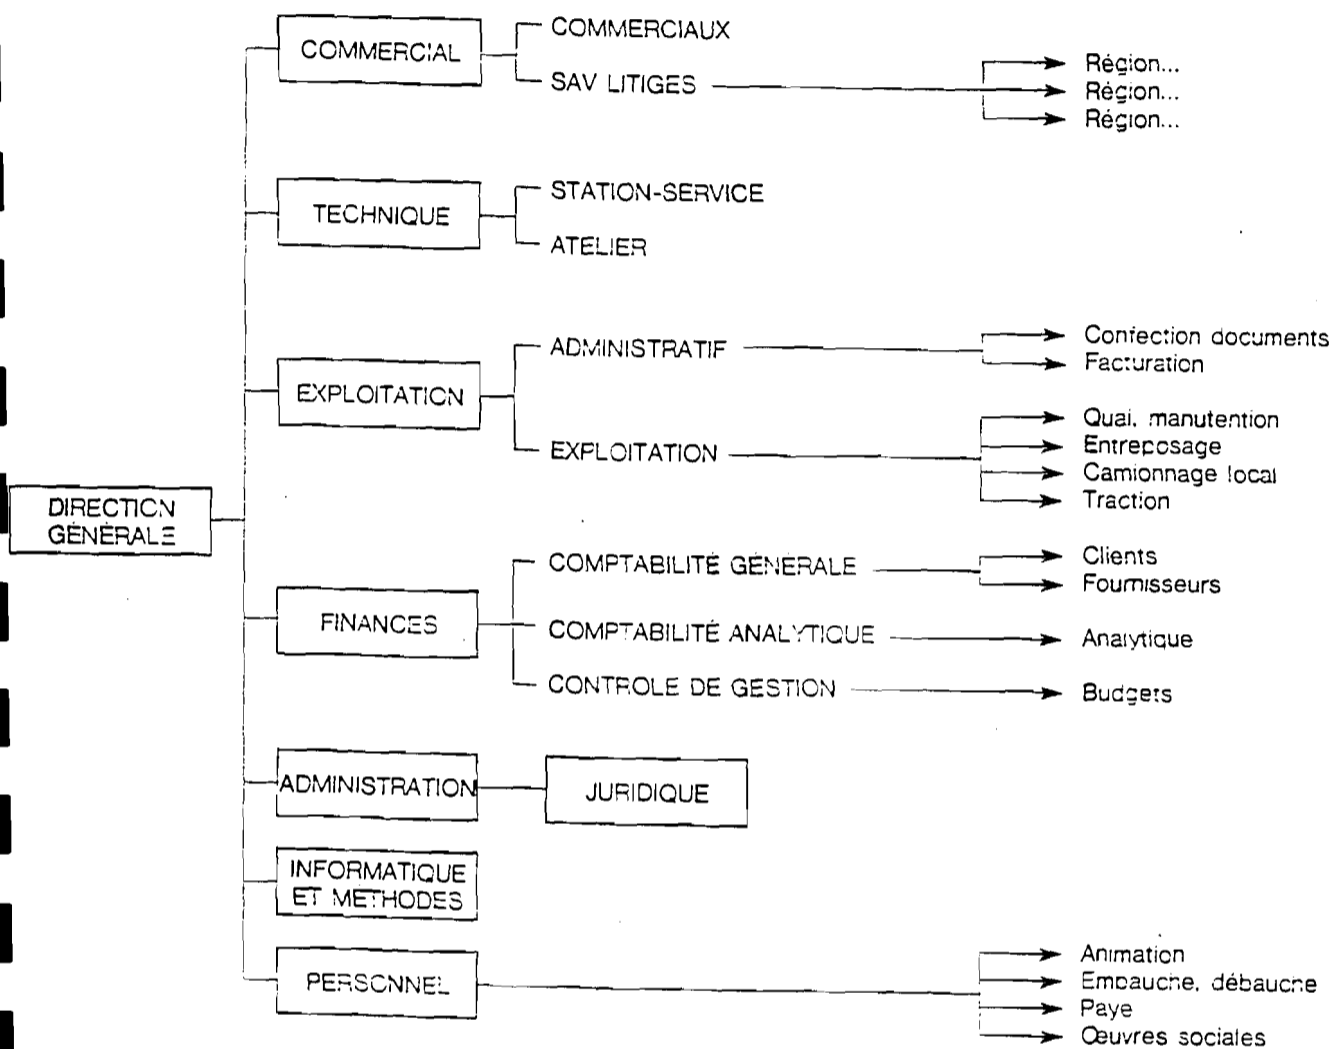 COMMERCIAL
COMMERCIAUX
SAV LITIGES
Région...
Région...
Région...
TECHNIQUE
STATION-SERVICE
ATELIER
EXPLOITATION
ADMINISTRATIF
Confection documents
Facturation
EXPLOITATION
Quai, manutention
Entreposage
Camionnage local
Traction
DIRECTION
GÉNÉRALE
FINANCES
COMPTABILITÉ GÉNÉRALE
Clients
Fournisseurs
COMPTABILITÉ ANALYTIQUE
Analytique
CONTROLE DE GESTION
Budgets
ADMINISTRATION
JURIDIQUE
INFORMATIQUE
ET METHODES
PERSONNEL
Animation
Embauche, débauche
Paye
Œuvres sociales